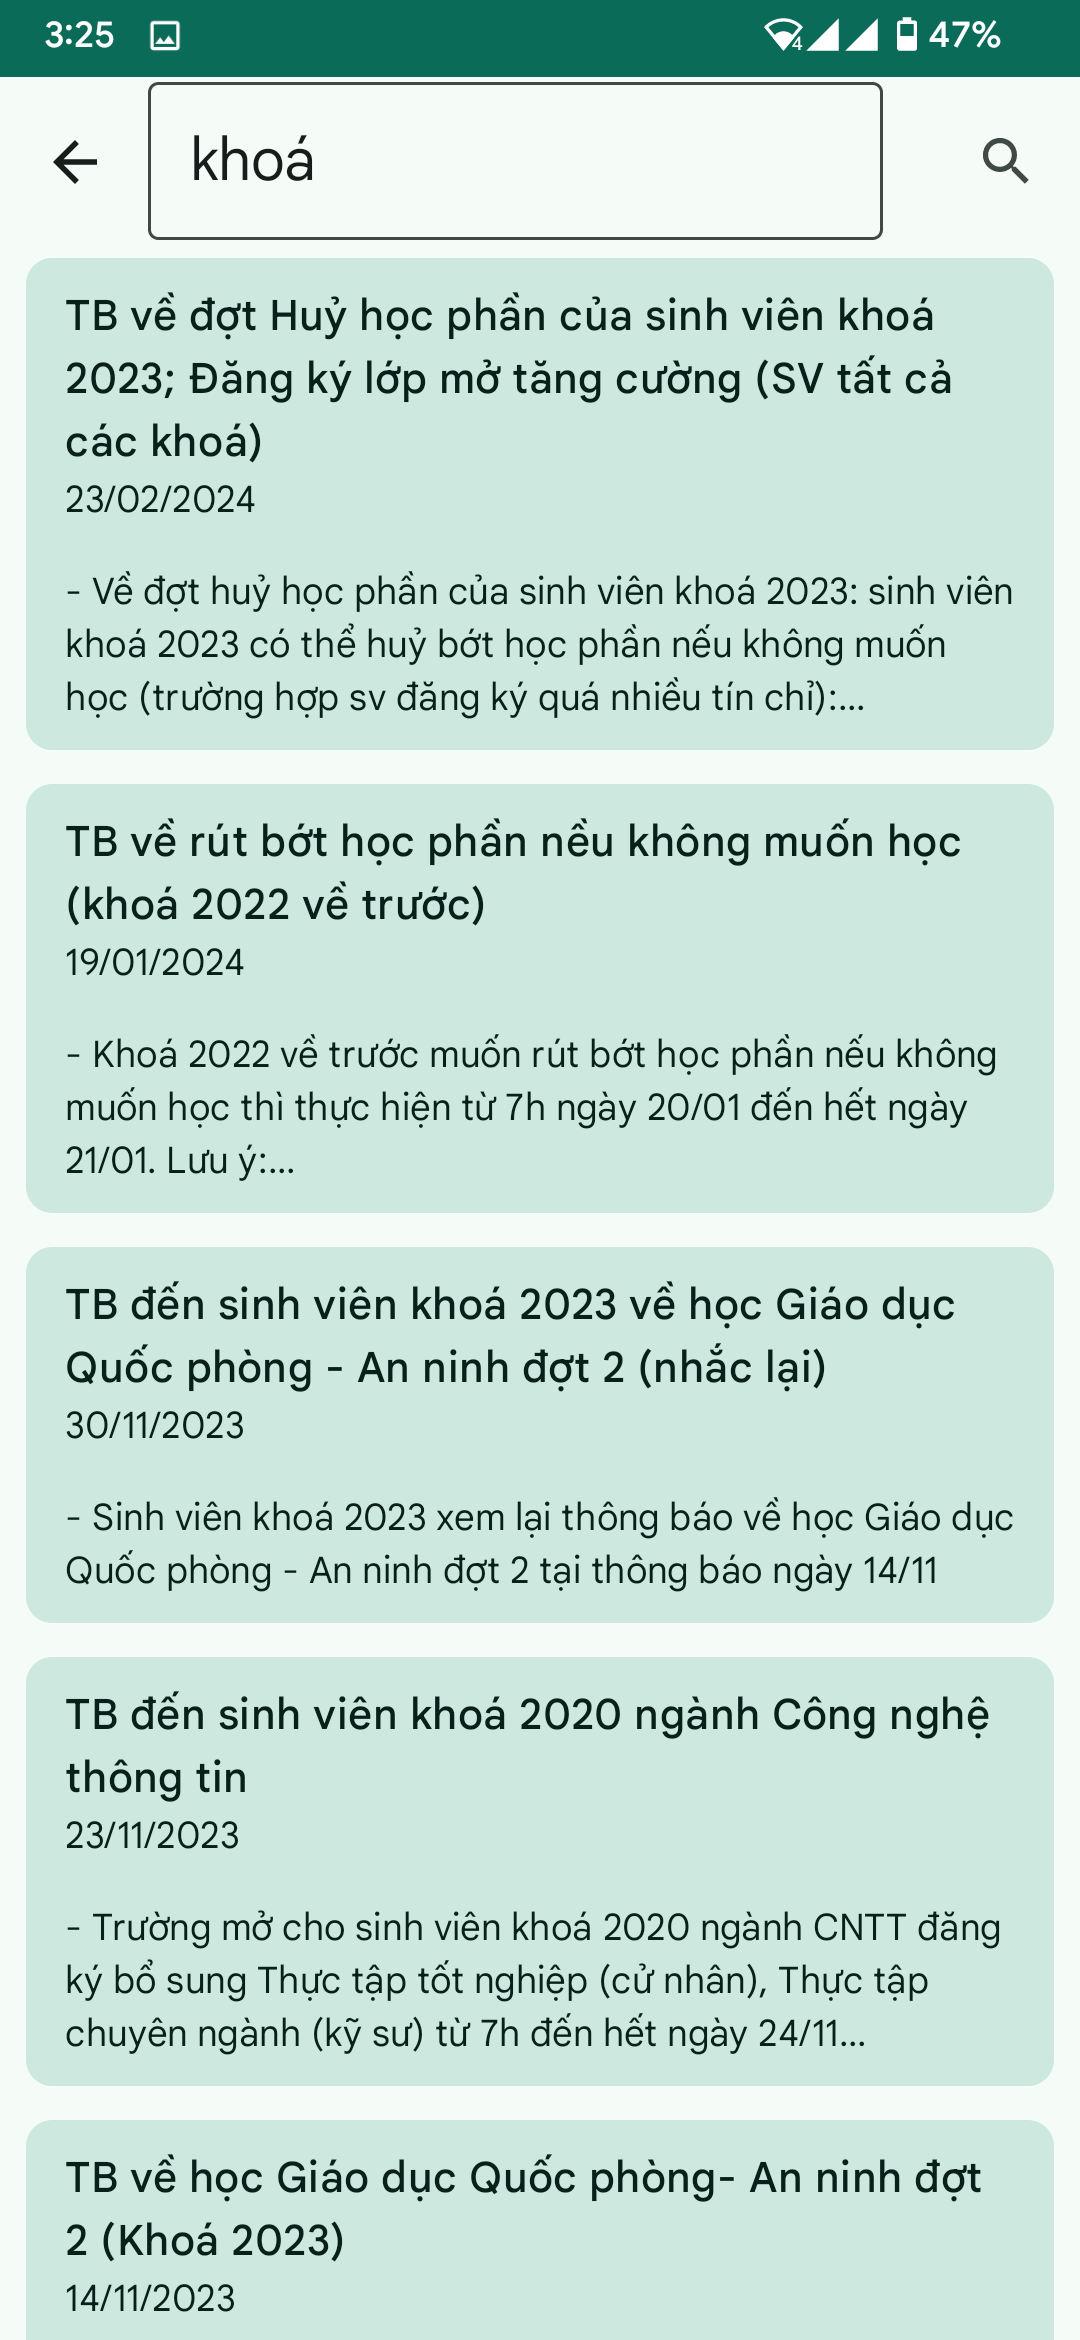 3:25
4
47%
khoá
TB về đợt Huỷ học phần của sinh viên khoá
2023; Đăng ký lớp mở tăng cường (SV tất cả
các khoá)
23/02/2024
- Về đợt huỷ học phần của sinh viên khoá 2023: sinh viên
khoá 2023 có thể huỷ bớt học phần nếu không muốn
học (trường hợp sv đăng ký quá nhiều tín chỉ):...
TB về rút bớt học phần nều không muốn học
(khoá 2022 về trước)
19/01/2024
- Khoá 2022 về trước muốn rút bớt học phần nếu không
muốn học thì thực hiện từ 7h ngày 20/01 đến hết ngày
21/01. Lưu ý:...
TB đến sinh viên khoá 2023 về học Giáo dục
Quốc phòng - An ninh đợt 2 (nhắc lại)
30/11/2023
- Sinh viên khoá 2023 xem lại thông báo về học Giáo dục
Quốc phòng - An ninh đợt 2 tại thông báo ngày 14/11
TB đến sinh viên khoá 2020 ngành Công nghệ
thông tin
23/11/2023
- Trường mở cho sinh viên khoá 2020 ngành CNTT đăng
ký bổ sung Thực tập tốt nghiệp (cử nhân), Thực tập
chuyên ngành (kỹ sư) từ 7h đến hết ngày 24/11...
TB về học Giáo dục Quốc phòng- An ninh đợt
2 (Khoá 2023)
14/11/2023